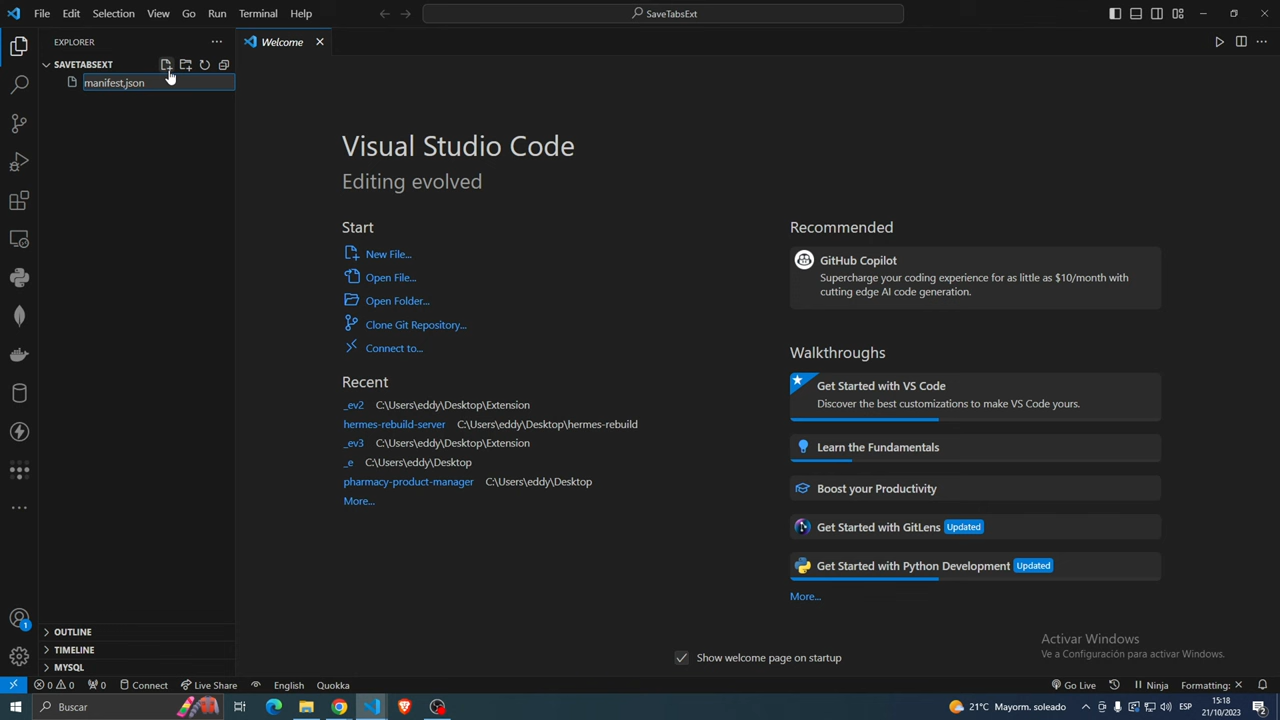 File Edit Selection View Go Run Terminal Help
SaveTabsExt
EXPLORER
Welcome
SAVETABSEXT
manifest,json
Visual Studio Code
Editing evolved
Start
New File...
Open File...
Open Folder...
Clone Git Repository...
Connect to...
Recent
_ev2 C:\Users\eddy\Desktop\Extension
hermes-rebuild-server C:\Users\eddy\Desktop\hermes-rebuild
_ev3 C:\Users\eddy\Desktop\Extension
_e C:\Users\eddy\Desktop
pharmacy-product-manager C:\Users\eddy\Desktop
More...
Recommended
GitHub Copilot
Supercharge your coding experience for as little as $10/month with
cutting edge AI code generation.
Walkthroughs
Get Started with VS Code
Discover the best customizations to make VS Code yours.
Learn the Fundamentals
Boost your Productivity
Get Started with GitLens Updated
Get Started with Python Development Updated
More...
Show welcome page on startup
Activar Windows
Ve a Configuración para activar Windows.
OUTLINE
TIMELINE
MYSQL
1
0 0 0 Connect Live Share English Quokka Go Live Ninja Formatting:
Buscar
21°C Mayorm. soleado
ESP
15:18
21/10/2023
2